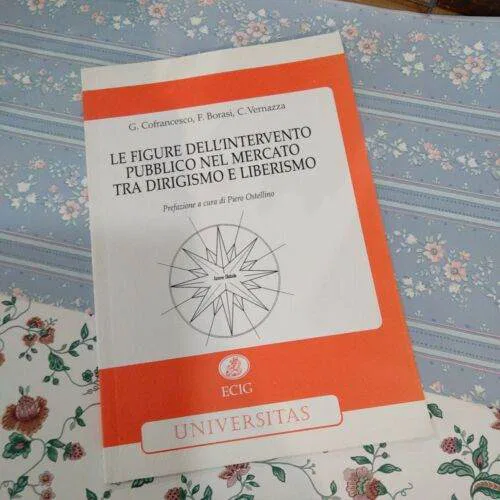 G. Cofrancesco, F. Borasi, C. Vernazza
LE FIGURE DELL'INTERVENTO
PUBBLICO NEL MERCATO
TRA DIRIGISMO E LIBERISMO
Prefazione a cura di Piero Ostellino
ECIG
UNIVERSITAS